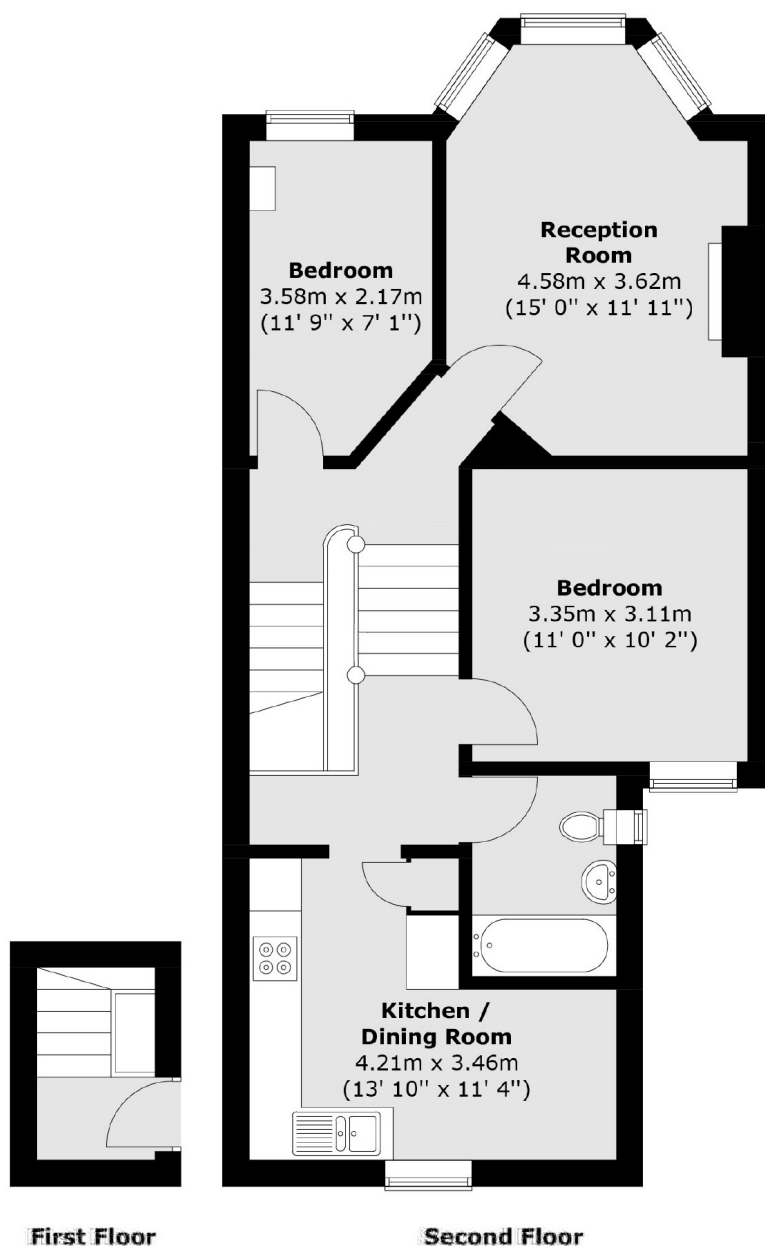 Reception
Room
4.58m x 3.62m
(15' 0" x 11' 11")
Bedroom
3.58m x 2.17m
(11' 9" x 7' 1")
Bedroom
3.35m x 3.11m
(11' 0" x 10' 2")
Kitchen /
Dining Room
4.21m x 3.46m
(13' 10" x 11' 4")
First Floor
Second Floor